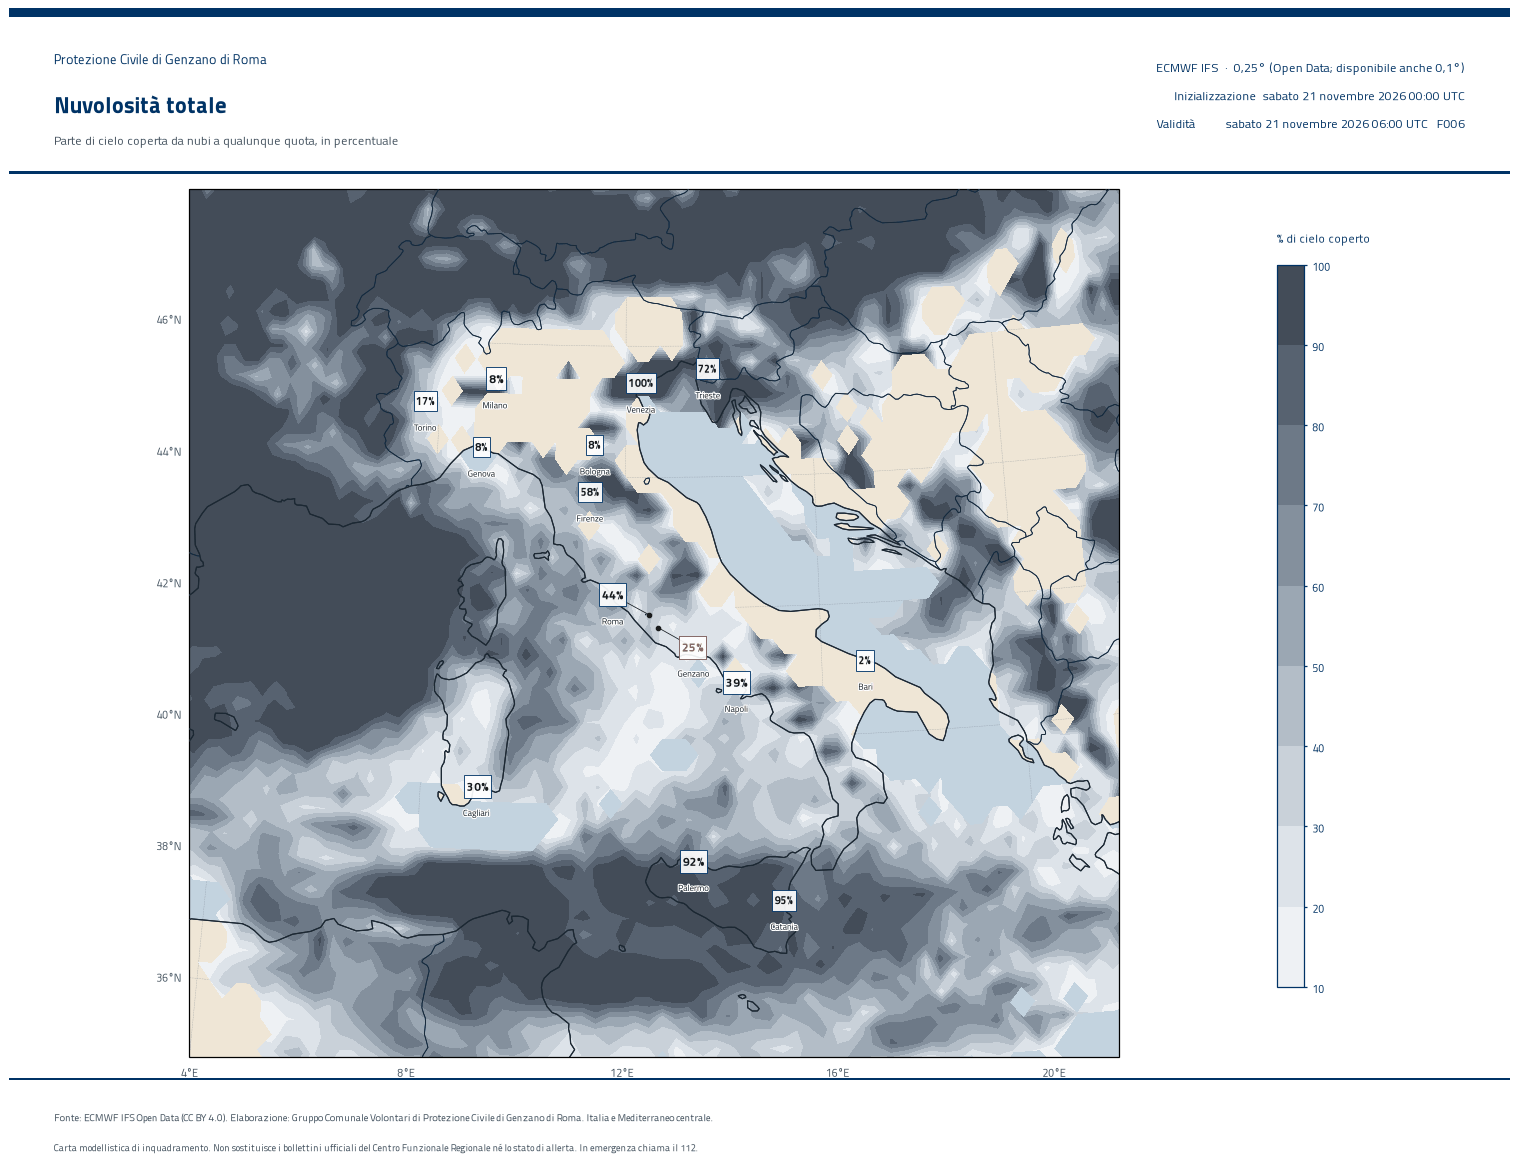 Protezione Civile di Genzano di Roma
Nuvolosità totale
Parte di cielo coperta da nubi a qualunque quota, in percentuale
ECMWF IFS · 0,25° (Open Data; disponibile anche 0,1°)
Inizializzazione sabato 21 novembre 2026 00:00 UTC
Validità sabato 21 novembre 2026 06:00 UTC F006
% di cielo coperto
100
90
80
70
60
50
40
30
20
10
46°N
44°N
42°N
40°N
38°N
36°N
4°E
8°E
12°E
16°E
20°E
72%
Trieste
100%
Venezia
8%
Milano
17%
Torino
8%
Genova
8%
Bologna
58%
Firenze
44%
Roma
25%
Genzano
39%
Napoli
2%
Bari
30%
Cagliari
92%
Palermo
95%
Catania
Fonte: ECMWF IFS Open Data (CC BY 4.0). Elaborazione: Gruppo Comunale Volontari di Protezione Civile di Genzano di Roma. Italia e Mediterraneo centrale.
Carta modellistica di inquadramento. Non sostituisce i bollettini ufficiali del Centro Funzionale Regionale né lo stato di allerta. In emergenza chiama il 112.